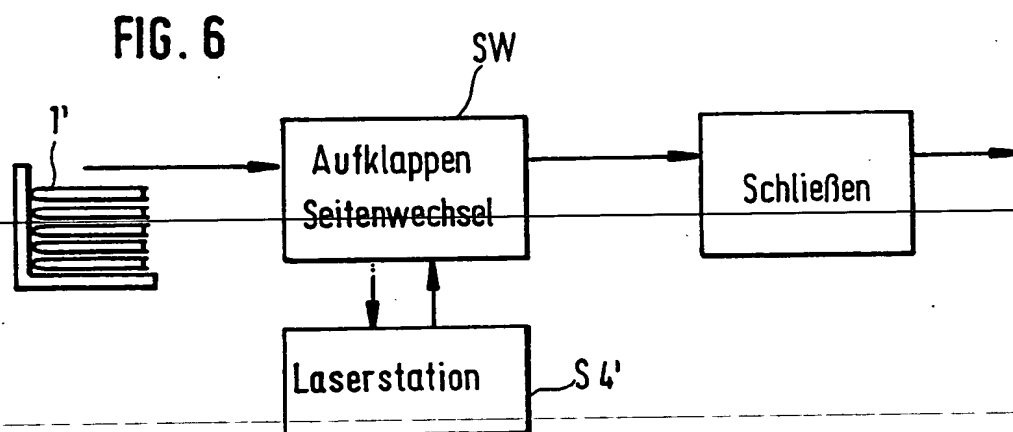 FIG. 6
SW
1'
Aufklappen
Seitenwechsel
Schließen
Laserstation
S 4'